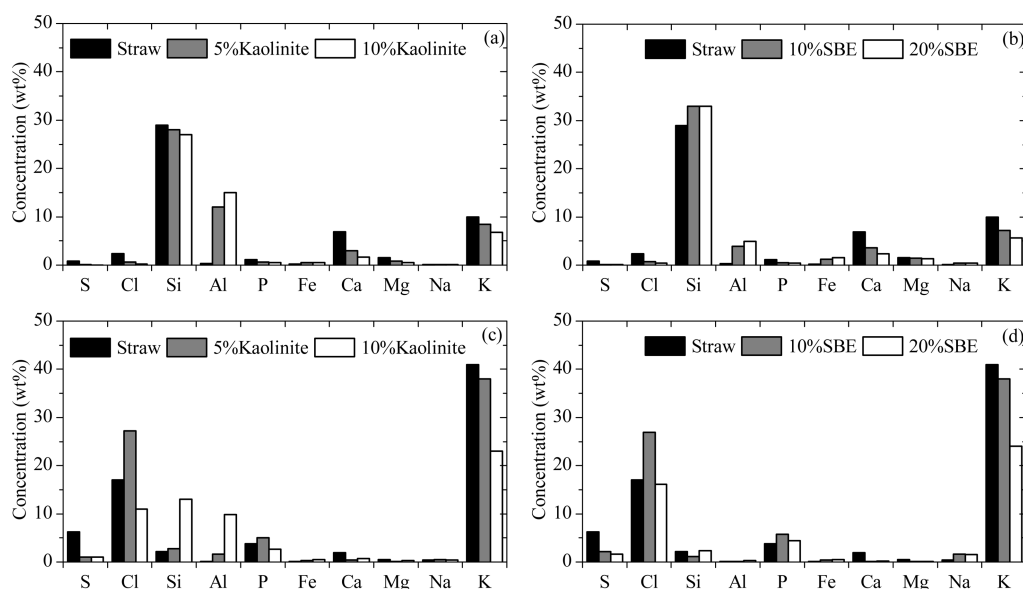 50
40
30
20
10
0
Concentration (wt%)
Straw 5%Kaolinite 10%Kaolinite (a)
S Cl Si Al P Fe Ca Mg Na K
50
40
30
20
10
0
Concentration (wt%)
Straw 10%SBE 20%SBE (b)
S Cl Si Al P Fe Ca Mg Na K
50
40
30
20
10
0
Concentration (wt%)
Straw 5%Kaolinite 10%Kaolinite (c)
S Cl Si Al P Fe Ca Mg Na K
50
40
30
20
10
0
Concentration (wt%)
Straw 10%SBE 20%SBE (d)
S Cl Si Al P Fe Ca Mg Na K